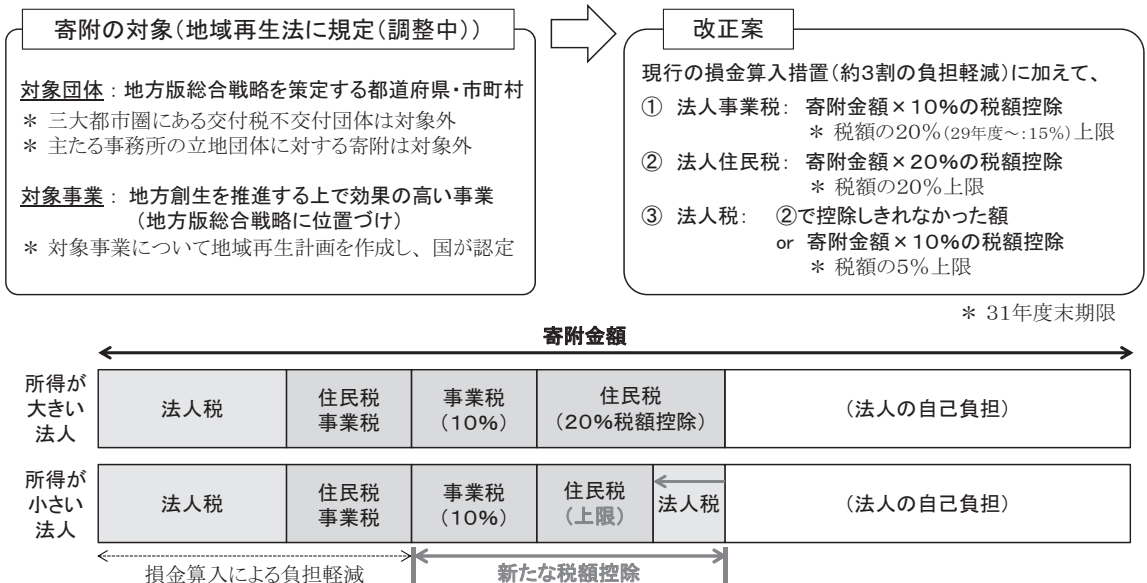 寄附の対象(地域再生法に規定(調整中))
対象団体:地方版総合戦略を策定する都道府県・市町村
* 三大都市圏にある交付税不交付団体は対象外
* 主たる事務所の立地団体に対する寄附は対象外
対象事業:地方創生を推進する上で効果の高い事業
(地方版総合戦略に位置づけ)
* 対象事業について地域再生計画を作成し、国が認定
改正案
現行の損金算入措置(約3割の負担軽減)に加えて、
① 法人事業税: 寄附金額×10%の税額控除
* 税額の20%(29年度~:15%)上限
② 法人住民税: 寄附金額×20%の税額控除
* 税額の20%上限
③ 法人税: ②で控除しきれなかった額
or 寄附金額×10%の税額控除
* 税額の5%上限
* 31年度末期限
寄附金額
所得が
大きい
法人
法人税
住民税
事業税
事業税
(10%)
住民税
(20%税額控除)
(法人の自己負担)
所得が
小さい
法人
法人税
住民税
事業税
事業税
(10%)
住民税
(上限)
法人税
(法人の自己負担)
損金算入による負担軽減
新たな税額控除